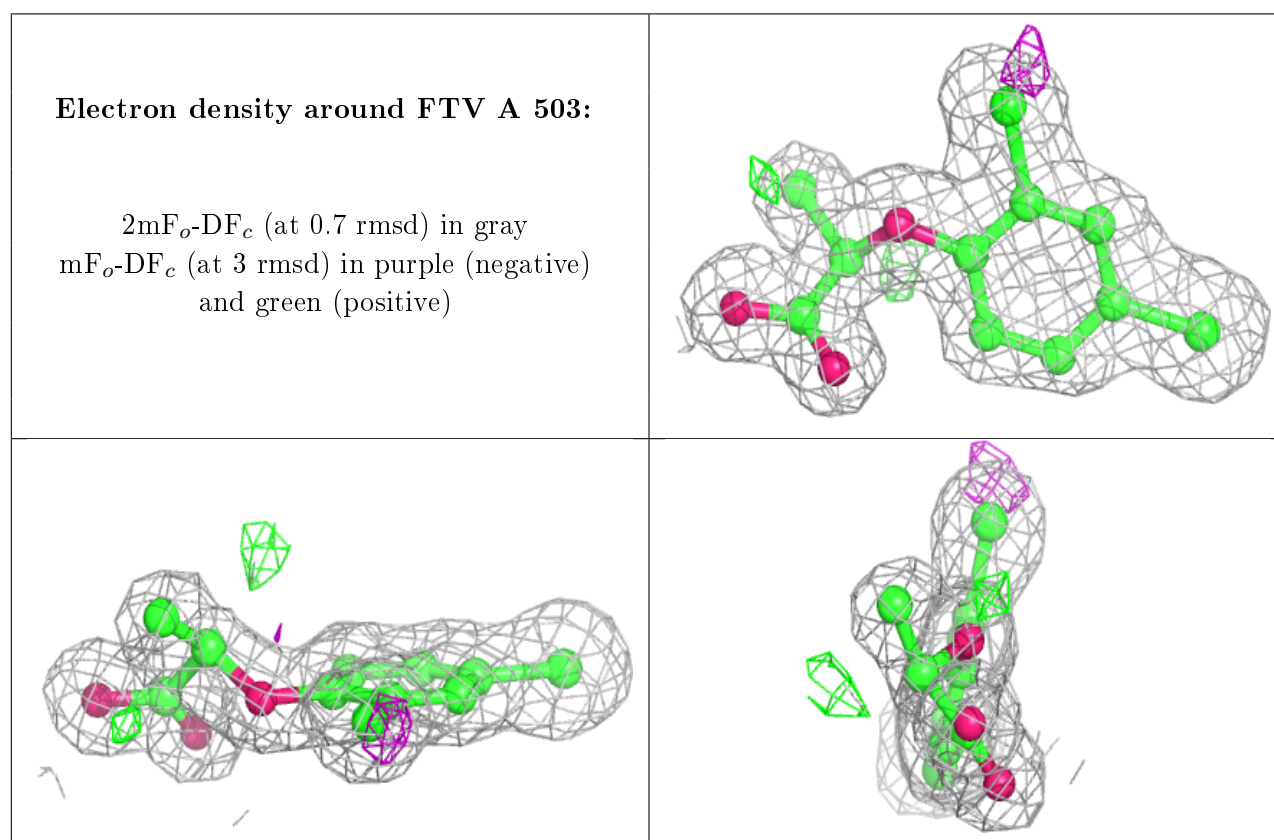 Electron density around FTV A 503:
2mFₒ-DF𝒸 (at 0.7 rmsd) in gray
mFₒ-DF𝒸 (at 3 rmsd) in purple (negative)
and green (positive)